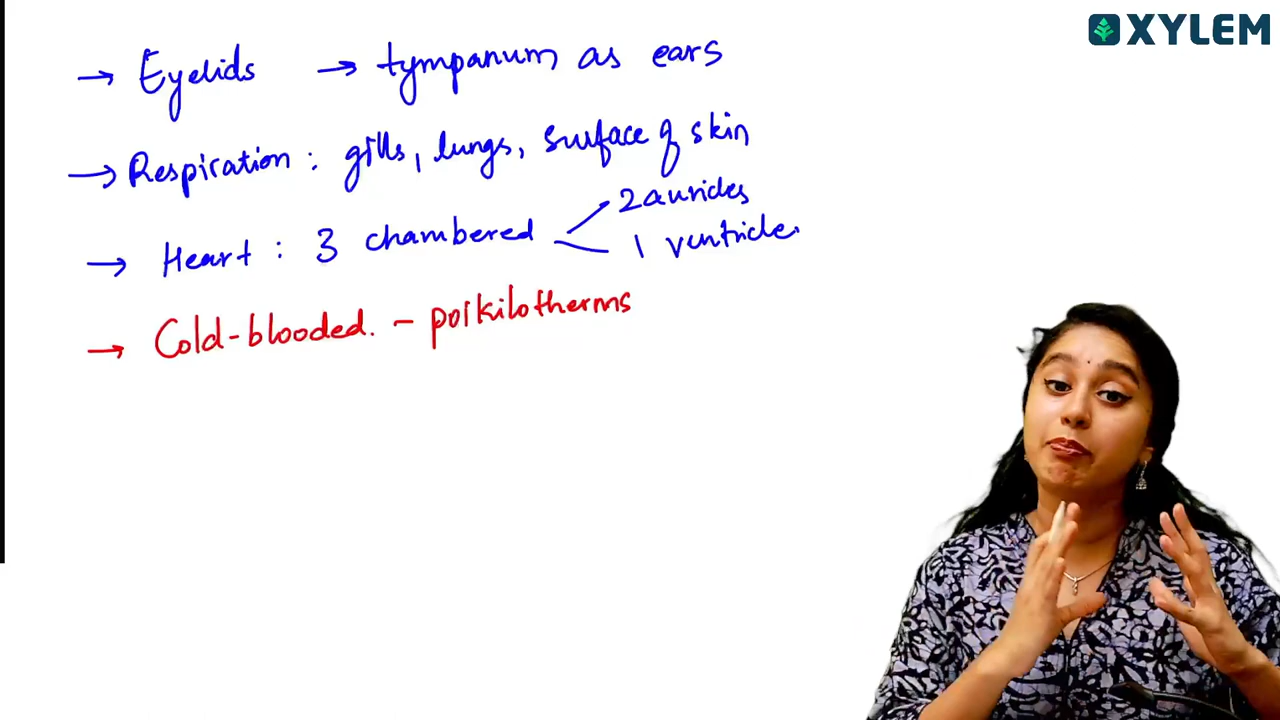 XYLEM
→ Eyelids → tympanum as ears
→ Respiration : gills, lungs, surface of skin
→ Heart : 3 chambered 2 auricles
1 ventricle.
→ Cold-blooded. - poikilotherms